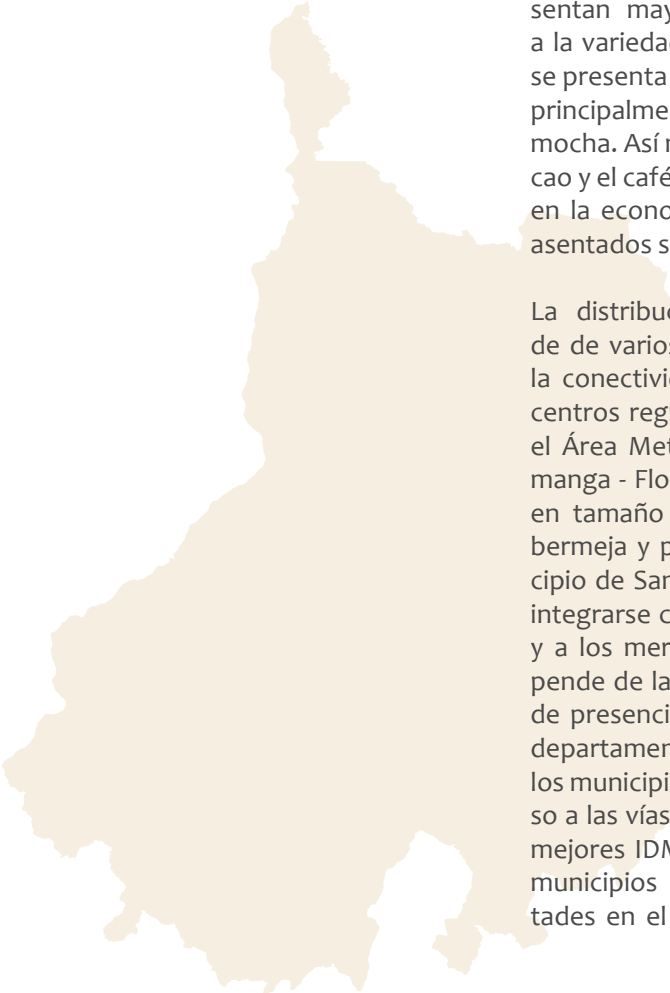 sentan may
a la varieda
se presenta
principalme
mocha. Así
cao y el café
en la econo
asentados s
La distribu
de de vario
la conectivi
centros reg
el Área Met
manga - Flo
en tamaño
bermeja y p
cipio de San
integrarse c
y a los mer
pende de la
de presenci
departamen
los municipi
so a las vías
mejores IDM
municipios
tades en el